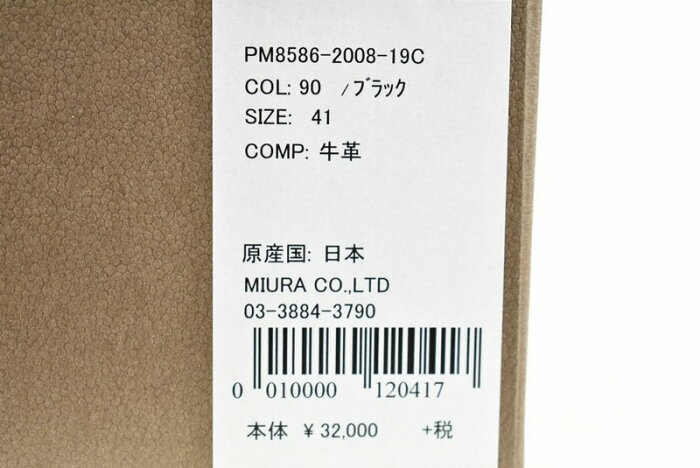 PM8586-2008-19C
COL: 90 /ブラック
SIZE: 41
COMP: 牛革
原産国: 日本
MIURA CO.,LTD
03-3884-3790
0 010000 120417
本体 ¥ 32,000 +税